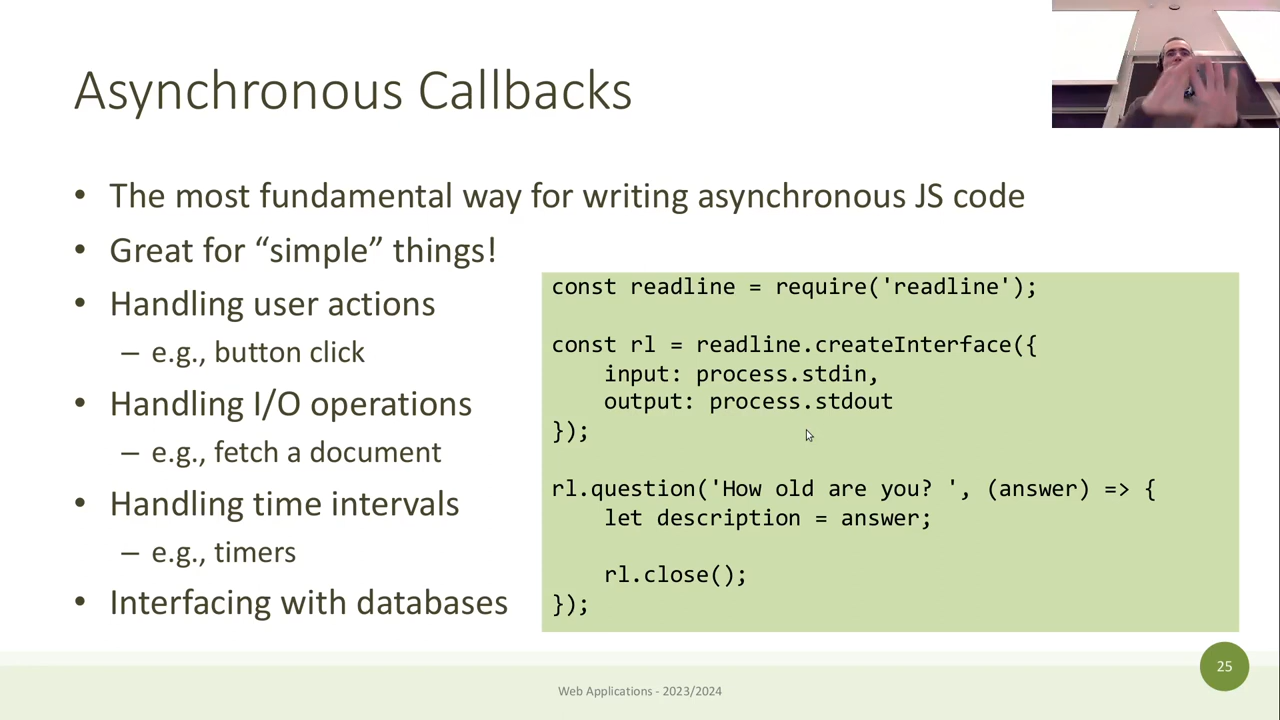 Asynchronous Callbacks
• The most fundamental way for writing asynchronous JS code
• Great for “simple” things!
• Handling user actions
– e.g., button click
• Handling I/O operations
– e.g., fetch a document
• Handling time intervals
– e.g., timers
• Interfacing with databases
const readline = require('readline');
const rl = readline.createInterface({
    input: process.stdin,
    output: process.stdout
});
rl.question('How old are you? ', (answer) => {
    let description = answer;
    rl.close();
});
Web Applications - 2023/2024
25